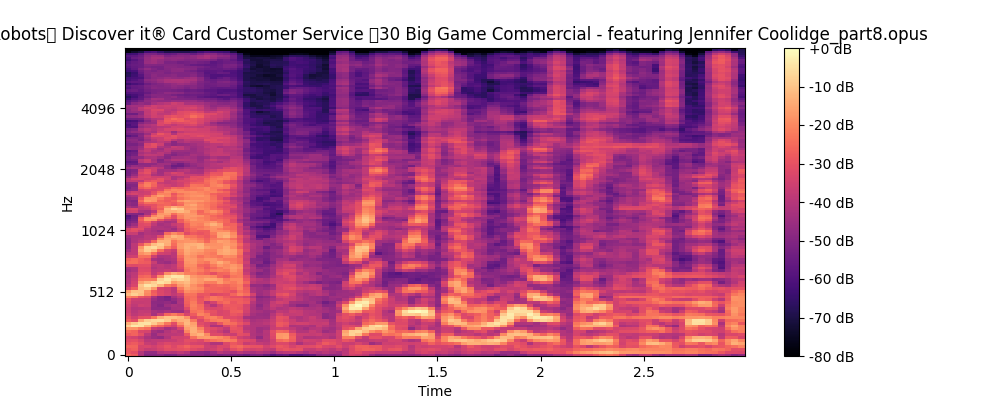 obots▯ Discover it® Card Customer Service ▯30 Big Game Commercial - featuring Jennifer Coolidge_part8.opus
+0 dB
4096
2048
1024
512
0
Hz
0
0.5
1
1.5
2
2.5
Time
-10 dB
-20 dB
-30 dB
-40 dB
-50 dB
-60 dB
-70 dB
-80 dB